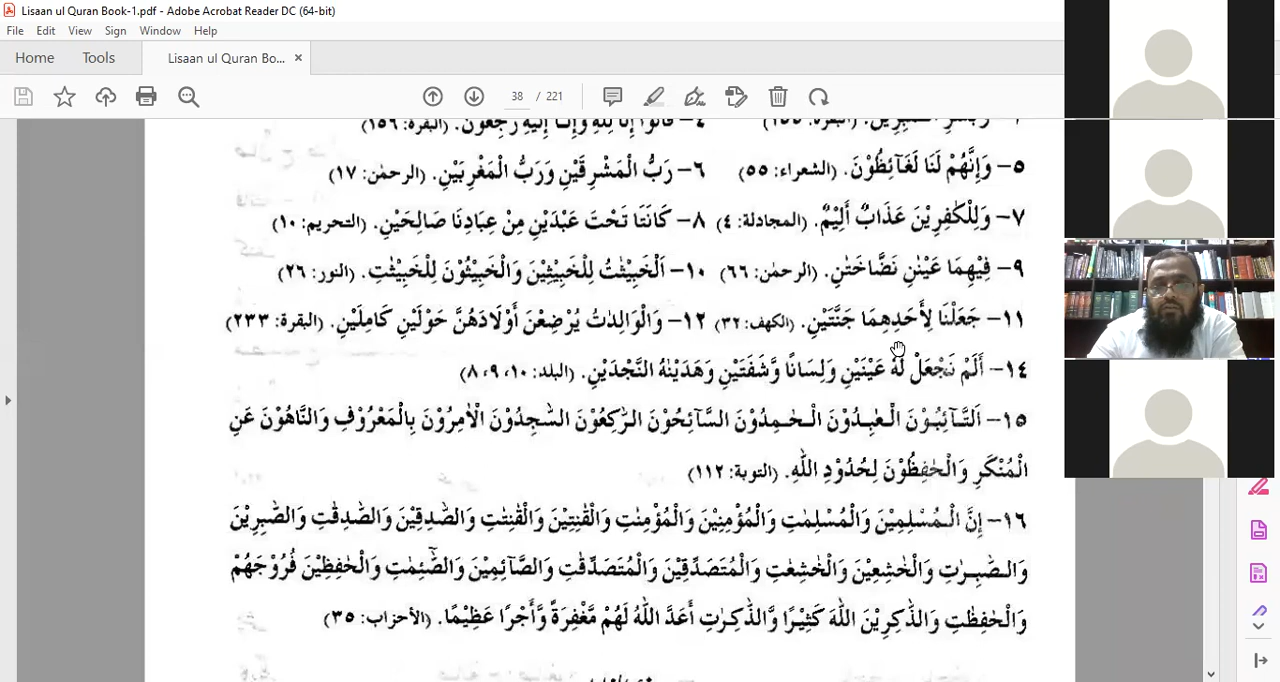 Lisaan ul Quran Book-1.pdf - Adobe Acrobat Reader DC (64-bit)
File Edit View Sign Window Help
Home Tools Lisaan ul Quran Bo... ×
38 / 221
٤- قَالُوْا إِنَّا لِلّٰهِ وَإِنَّآ إِلَيْهِ رٰجِعُوْنَ. (البقرة: ١٥٦)
٥- وَإِنَّهُمْ لَنَا لَغَآئِظُوْنَ. (الشعراء: ٥٥) ٦- رَبُّ الْمَشْرِقَيْنِ وَرَبُّ الْمَغْرِبَيْنِ. (الرحمٰن: ١٧)
٧- وَلِلْكٰفِرِيْنَ عَذَابٌ أَلِيْمٌ. (المجادلة: ٤) ٨- كَانَتَا تَحْتَ عَبْدَيْنِ مِنْ عِبَادِنَا صَالِحَيْنِ. (التحريم: ١٠)
٩- فِيْهِمَا عَيْنٰنِ نَضَّاخَتٰنِ. (الرحمٰن: ٦٦) ١٠- اَلْخَبِيْثٰتُ لِلْخَبِيْثِيْنَ وَالْخَبِيْثُوْنَ لِلْخَبِيْثٰتِ. (النور: ٢٦)
١١- جَعَلْنَا لِأَحَدِهِمَا جَنَّتَيْنِ. (الكهف: ٣٢) ١٢- وَالْوَالِدٰتُ يُرْضِعْنَ أَوْلَادَهُنَّ حَوْلَيْنِ كَامِلَيْنِ. (البقرة: ٢٣٣)
١٤- أَلَمْ نَجْعَلْ لَهُ عَيْنَيْنِ وَلِسَانًا وَّشَفَتَيْنِ وَهَدَيْنٰهُ النَّجْدَيْنِ. (البلد: ١٠، ٩، ٨)
١٥- اَلتَّآئِبُوْنَ الْعٰبِدُوْنَ الْحٰمِدُوْنَ السَّآئِحُوْنَ الرّٰكِعُوْنَ السّٰجِدُوْنَ الْاٰمِرُوْنَ بِالْمَعْرُوْفِ وَالنَّاهُوْنَ عَنِ
الْمُنْكَرِ وَالْحٰفِظُوْنَ لِحُدُوْدِ اللّٰهِ. (التوبة: ١١٢)
١٦- إِنَّ الْمُسْلِمِيْنَ وَالْمُسْلِمٰتِ وَالْمُؤْمِنِيْنَ وَالْمُؤْمِنٰتِ وَالْقٰنِتِيْنَ وَالْقٰنِتٰتِ وَالصّٰدِقِيْنَ وَالصّٰدِقٰتِ وَالصّٰبِرِيْنَ
وَالصّٰبِرٰتِ وَالْخٰشِعِيْنَ وَالْخٰشِعٰتِ وَالْمُتَصَدِّقِيْنَ وَالْمُتَصَدِّقٰتِ وَالصَّآئِمِيْنَ وَالصّٰٓئِمٰتِ وَالْحٰفِظِيْنَ فُرُوْجَهُمْ
وَالْحٰفِظٰتِ وَالذّٰكِرِيْنَ اللّٰهَ كَثِيْرًا وَّالذّٰكِرٰتِ أَعَدَّ اللّٰهُ لَهُمْ مَّغْفِرَةً وَّأَجْرًا عَظِيْمًا. (الأحزاب: ٣٥)